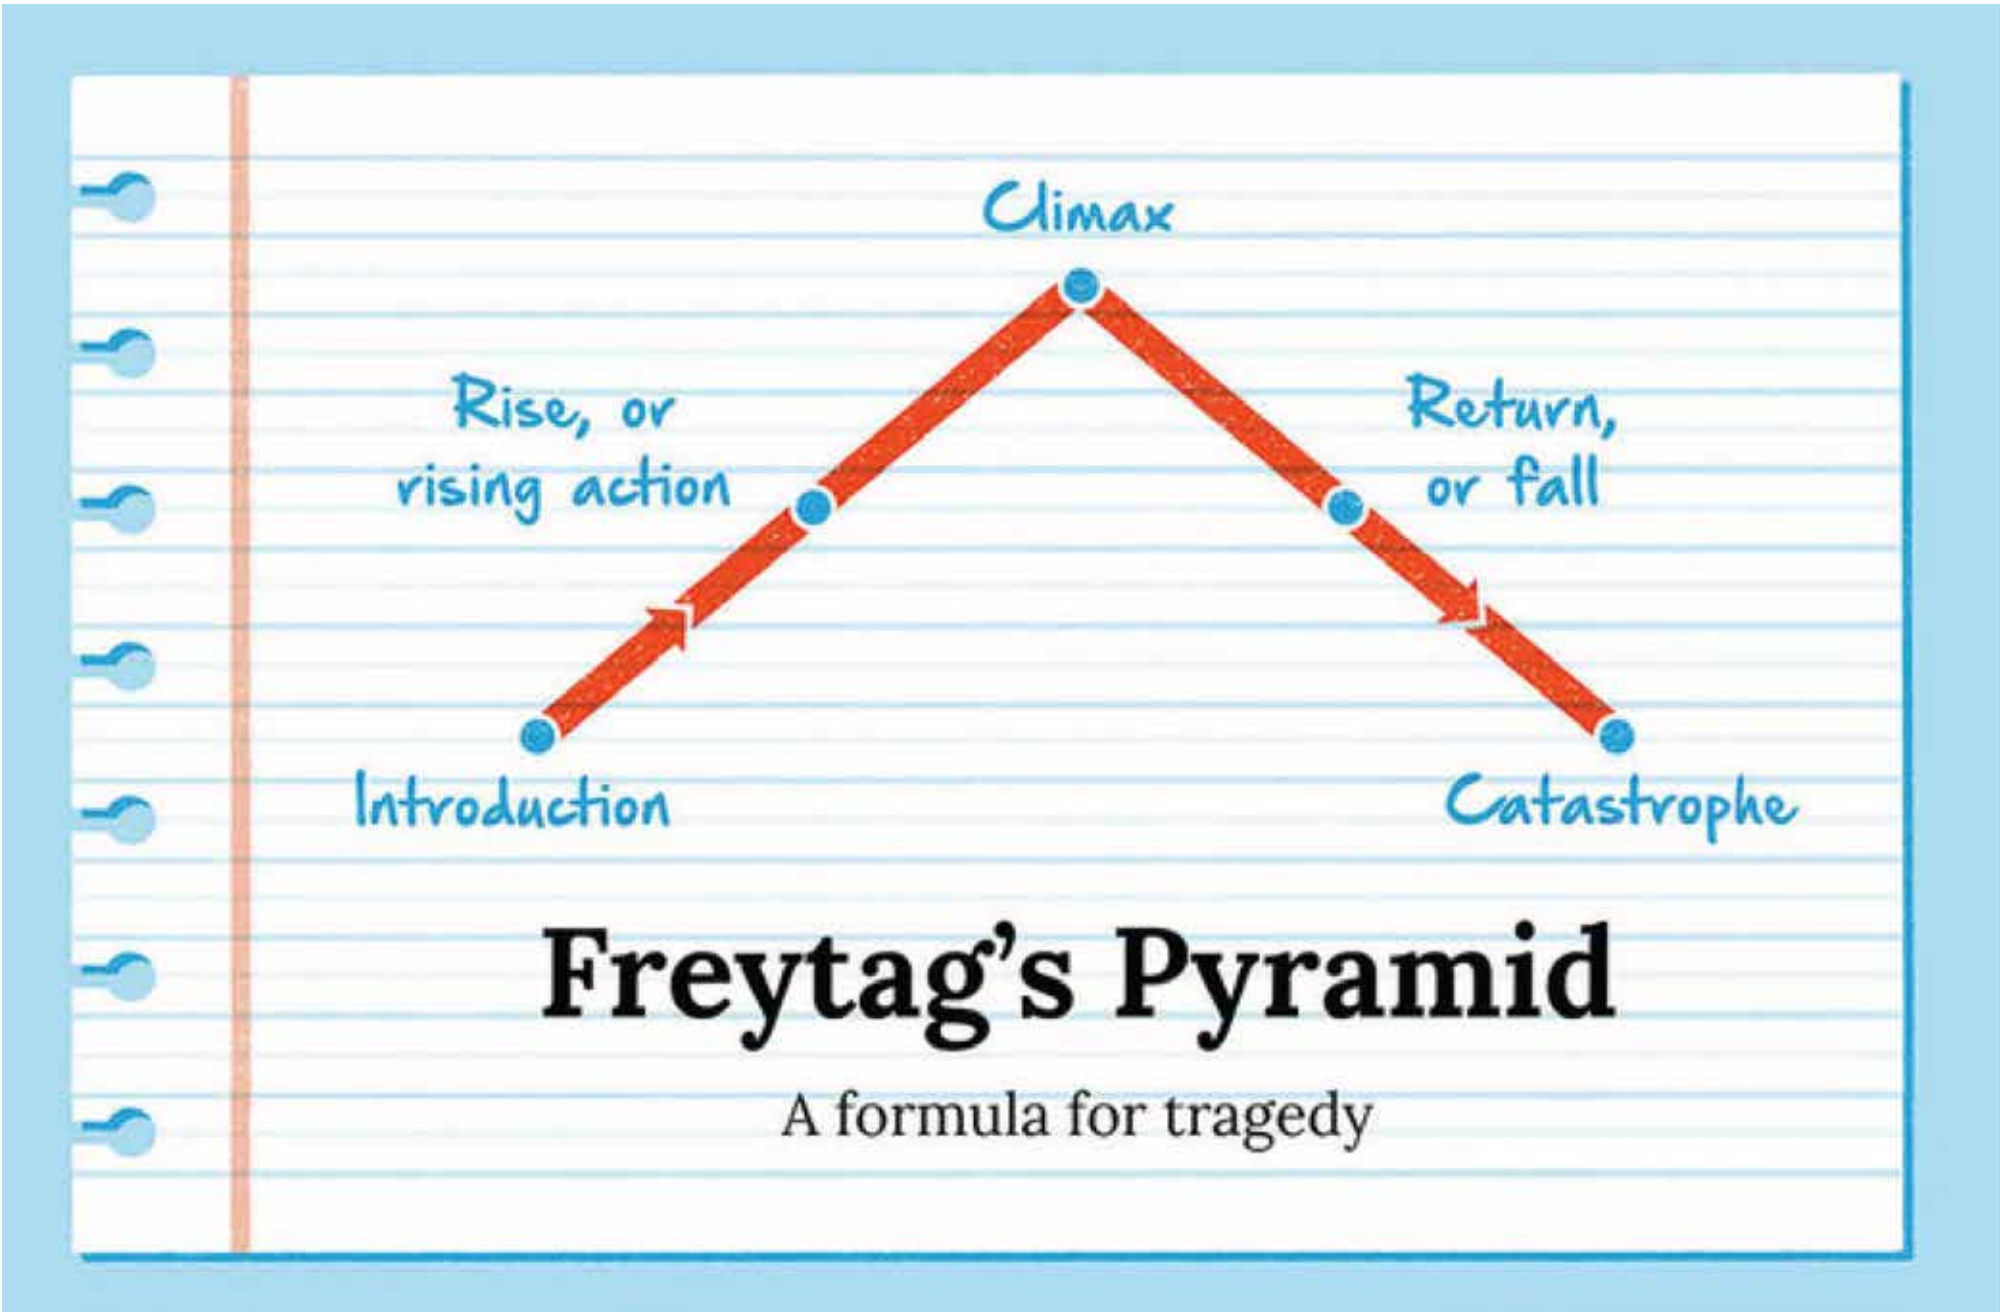 Climax
Rise, or
rising action
Return,
or fall
Introduction
Catastrophe
Freytag's Pyramid
A formula for tragedy